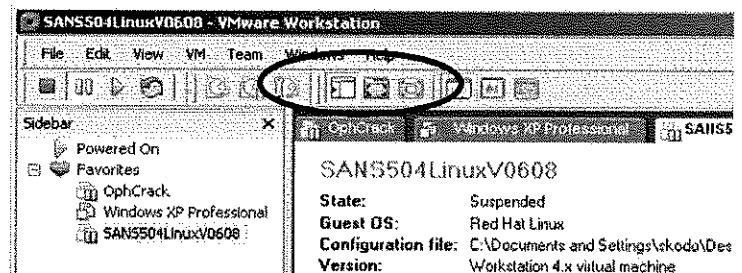 SANS504LinuxV0608 - VMware Workstation
File Edit View VM Team Windows Help
Sidebar
OphCrack Windows XP Professional SANS5
Powered On
Favorites
OphCrack
Windows XP Professional
SANS504LinuxV0608
SANS504LinuxV0608
State: Suspended
Guest OS: Red Hat Linux
Configuration file: C:\Documents and Settings\skodo\Des
Version: Workstation 4.x virtual machine